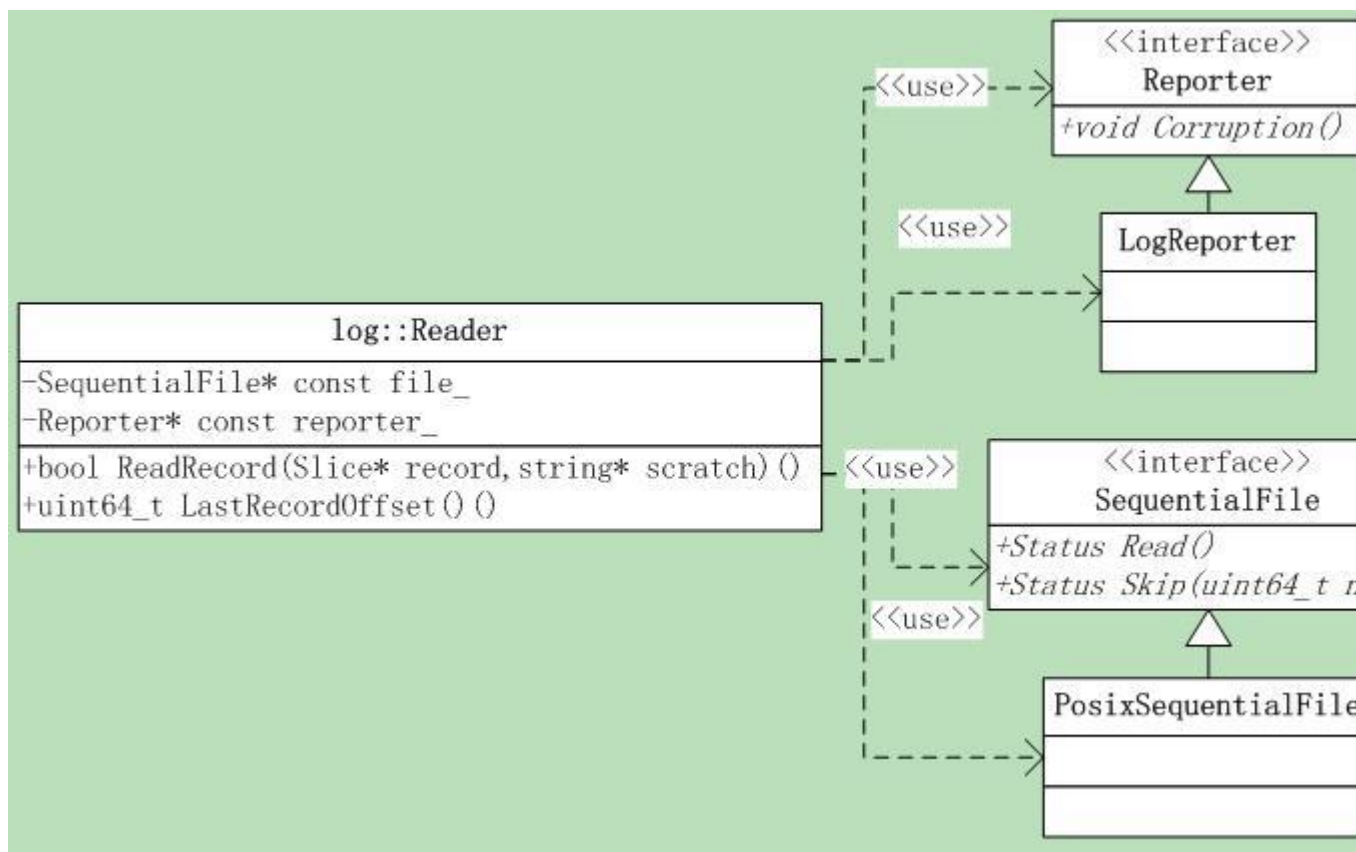 <<interface>>
Reporter
<<use>>
+void Corruption()
<<use>>
LogReporter
log::Reader
-SequentialFile* const file_
-Reporter* const reporter_
+bool ReadRecord(Slice* record,string* scratch)()
+uint64_t LastRecordOffset()()
<<use>>
<<interface>>
SequentialFile
+Status Read()
+Status Skip(uint64_t n
<<use>>
PosixSequentialFile